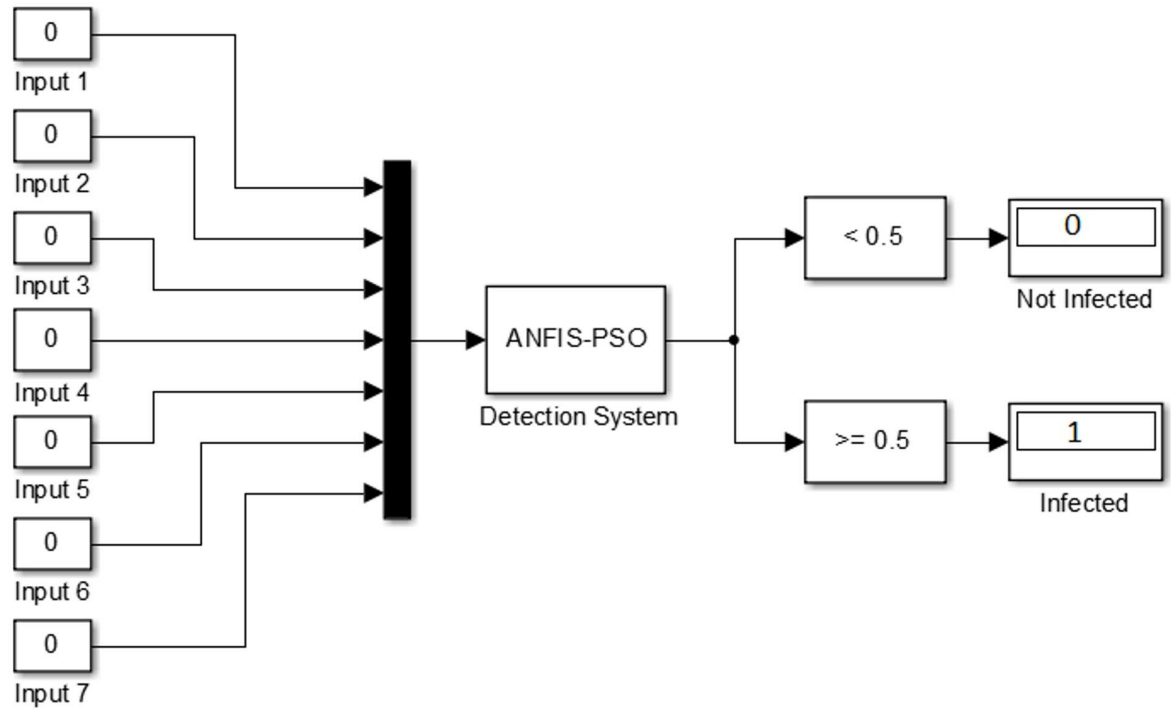 0
Input 1
0
Input 2
0
Input 3
0
Input 4
0
Input 5
0
Input 6
0
Input 7
ANFIS-PSO
Detection System
< 0.5
0
Not Infected
>= 0.5
1
Infected